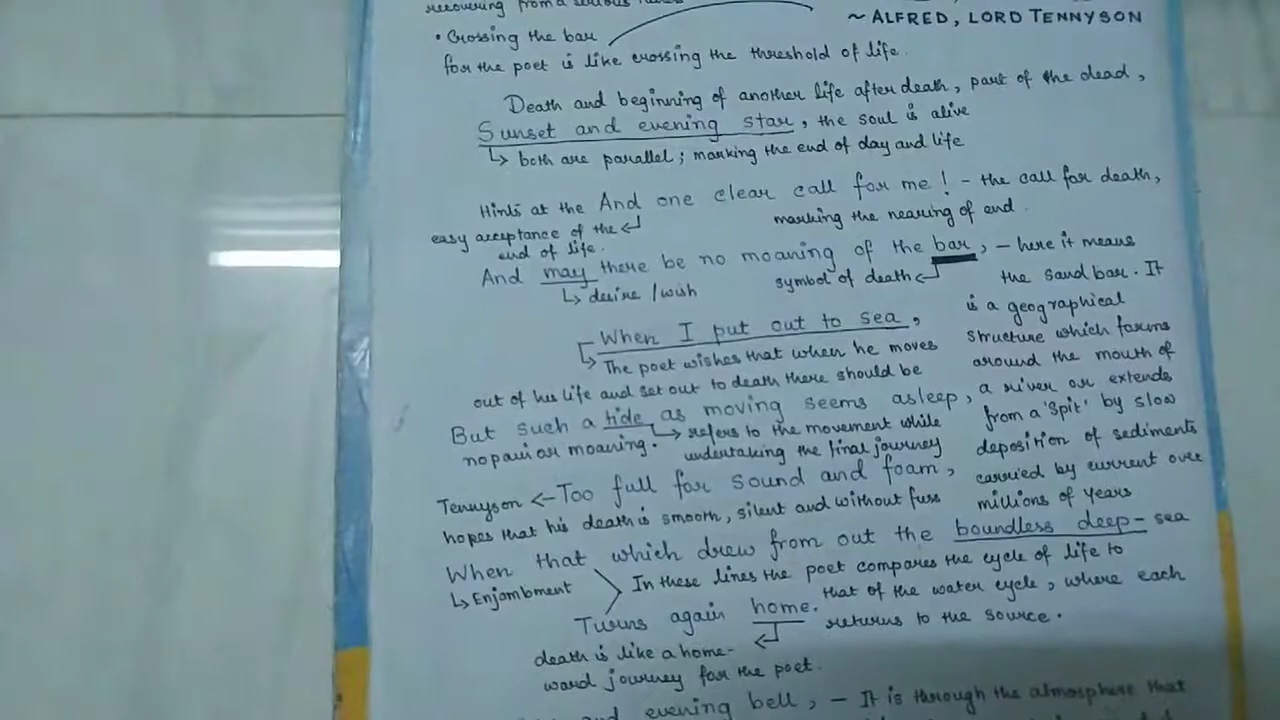 recovering from a serious
~ ALFRED, LORD TENNYSON
• Crossing the bar
for the poet is like crossing the threshold of life.
Death and beginning of another life after death, part of the dead,
Sunset and evening star, the soul is alive
↳ both are parallel; marking the end of day and life
Hints at the And one clear call for me! - the call for death,
easy acceptance of the marking the nearing of end.
end of life.
And may there be no moaning of the bar, - here it means
↳ desire / wish symbol of death the sand bar. It
When I put out to sea, is a geographical
↳ The poet wishes that when he moves structure which forms
out of his life and set out to death there should be around the mouth of
But such a tide as moving seems asleep, a river or extends
no pain or moaning. ↳ refers to the movement while from a 'spit' by slow
undertaking the final journey deposition of sediments
Tennyson ← Too full for sound and foam, carried by current over
hopes that his death is smooth, silent and without fuss millions of years
When that which drew from out the boundless deep - sea
↳ Enjambment In these lines the poet compares the cycle of life to
that of the water cycle, where each
Turns again home. returns to the source.
death is like a home-
ward journey for the poet.
and evening bell, - It is through the atmosphere that